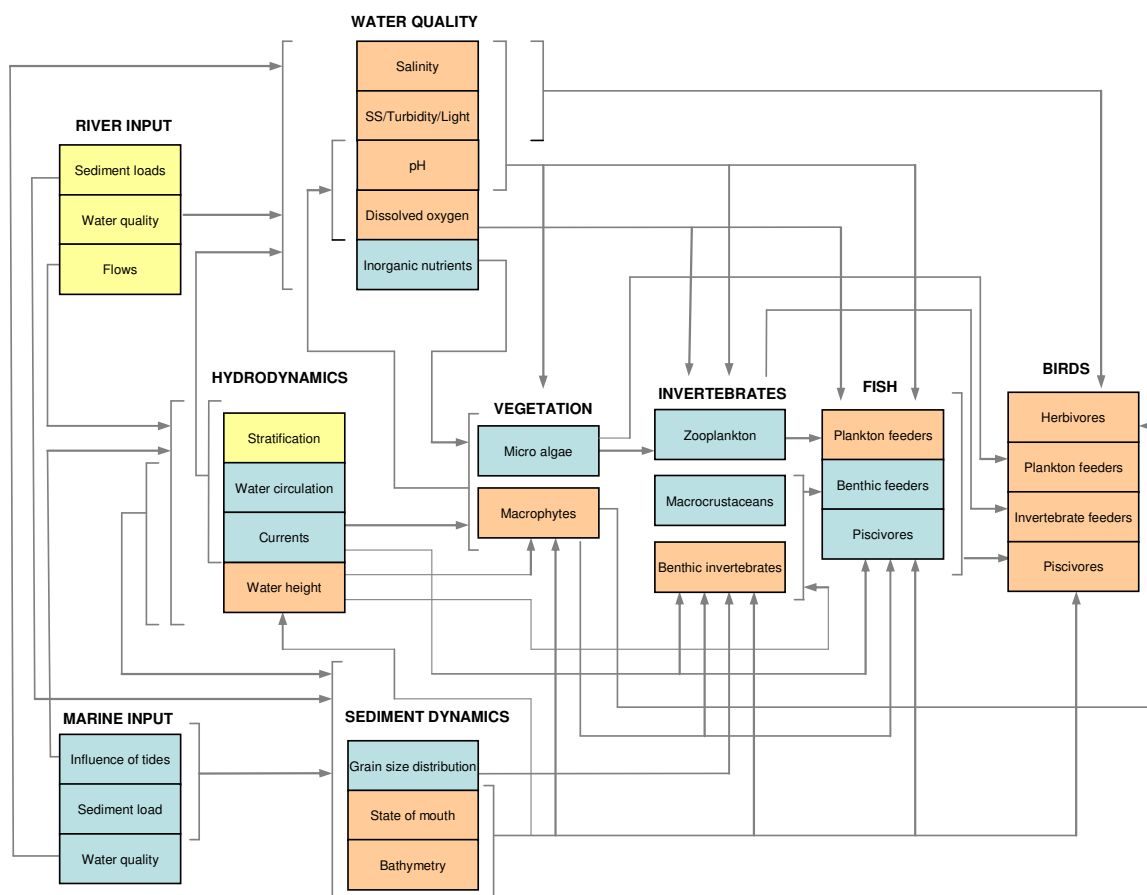 WATER QUALITY
Salinity
SS/Turbidity/Light
pH
Dissolved oxygen
Inorganic nutrients
RIVER INPUT
Sediment loads
Water quality
Flows
HYDRODYNAMICS
Stratification
Water circulation
Currents
Water height
VEGETATION
Micro algae
Macrophytes
INVERTEBRATES
Zooplankton
Macrocrustaceans
Benthic invertebrates
FISH
Plankton feeders
Benthic feeders
Piscivores
BIRDS
Herbivores
Plankton feeders
Invertebrate feeders
Piscivores
MARINE INPUT
Influence of tides
Sediment load
Water quality
SEDIMENT DYNAMICS
Grain size distribution
State of mouth
Bathymetry